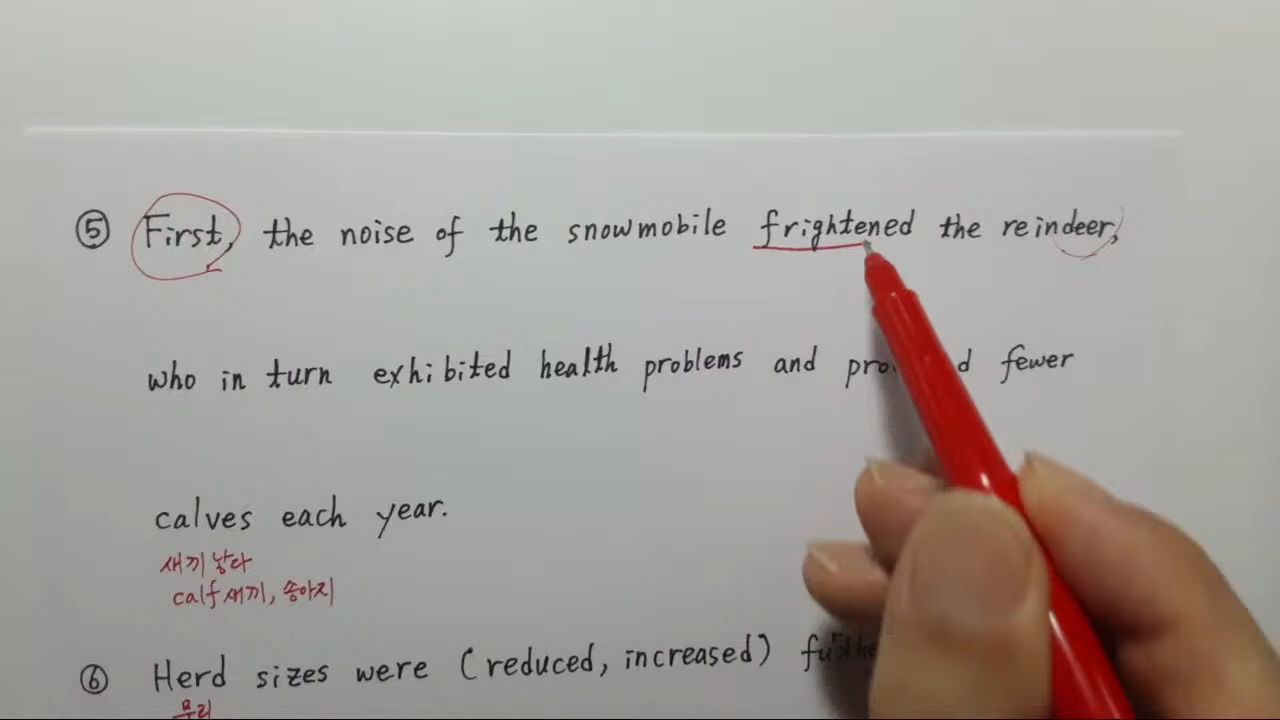 ⑤ First, the noise of the snowmobile frightened the reindeer,
who in turn exhibited health problems and fewer
calves each year.
새끼 낳다
calf 새끼, 송아지
⑥ Herd sizes were (reduced, increased)
무리